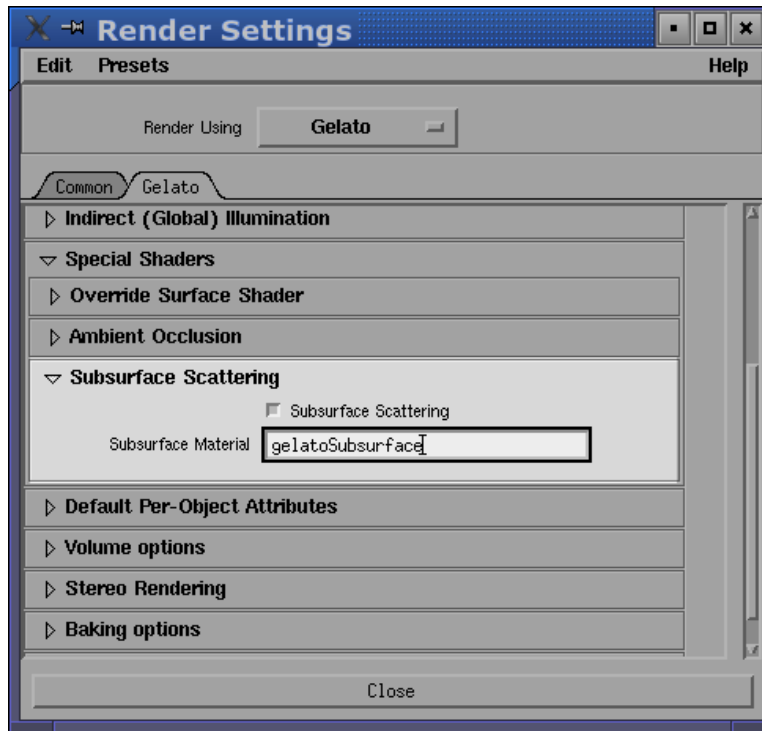 Render Settings
Edit Presets Help
Render Using Gelato
Common Gelato
Indirect (Global) Illumination
Special Shaders
Override Surface Shader
Ambient Occlusion
Subsurface Scattering
Subsurface Scattering
Subsurface Material gelatoSubsurface
Default Per-Object Attributes
Volume options
Stereo Rendering
Baking options
Close